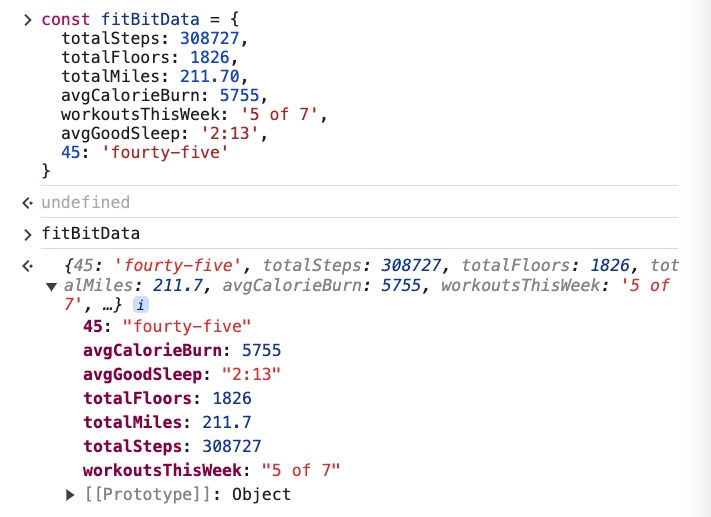 const fitBitData = {
totalSteps: 308727,
totalFloors: 1826,
totalMiles: 211.70,
avgCalorieBurn: 5755,
workoutsThisWeek: '5 of 7',
avgGoodSleep: '2:13',
45: 'fourty-five'
}
undefined
fitBitData
{45: 'fourty-five', totalSteps: 308727, totalFloors: 1826, tot
alMiles: 211.7, avgCalorieBurn: 5755, workoutsThisWeek: '5 of
7', …} i
45: "fourty-five"
avgCalorieBurn: 5755
avgGoodSleep: "2:13"
totalFloors: 1826
totalMiles: 211.7
totalSteps: 308727
workoutsThisWeek: "5 of 7"
[[Prototype]]: Object